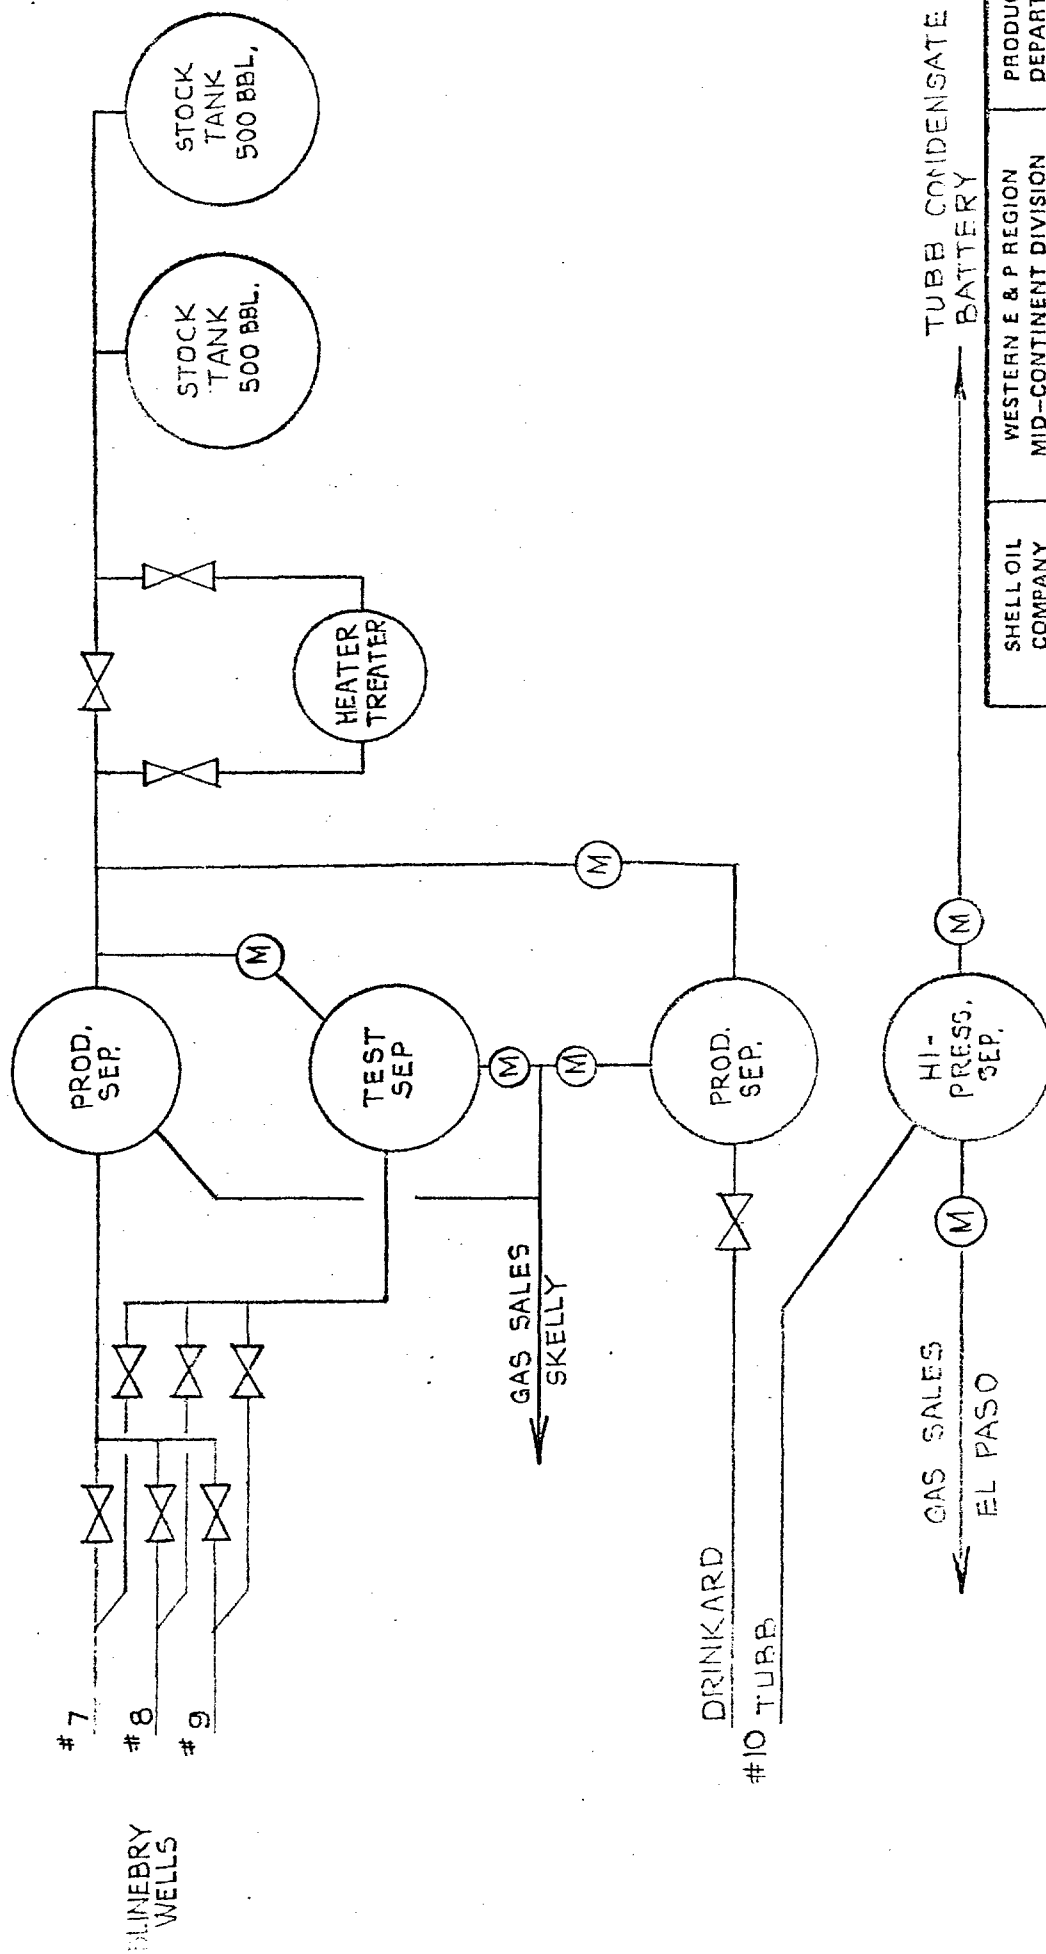 BLINEBRY
WELLS
#7
#8
#9
PROD.
SEP.
TEST
SEP
M
M
M
M
GAS SALES
SKELLY
HEATER
TREATER
STOCK
TANK
500 BBL.
STOCK
TANK
500 BBL.
DRINKARD
#10 TUBB
PROD.
SEP.
HI-
PRESS.
SEP.
M
M
GAS SALES
EL PASO
TUBB CONDENSATE
BATTERY
SHELL OIL
COMPANY
WESTERN E & P REGION
MID-CONTINENT DIVISION